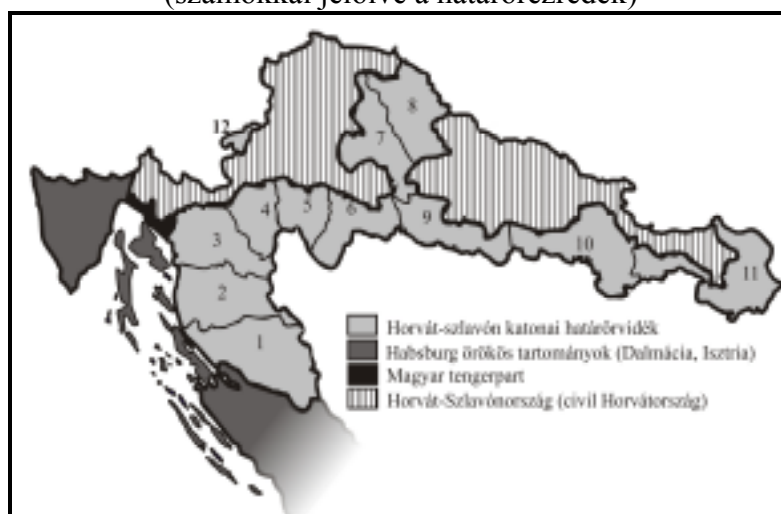 (számokkal jelölve a határőrezredek)
12
8
7
4
5
6
3
9
10
2
11
1
Horvát-szlavón katonai határőrvidék
Habsburg örökös tartományok (Dalmácia, Isztria)
Magyar tengerpart
Horvát-Szlavónország (civil Horvátország)